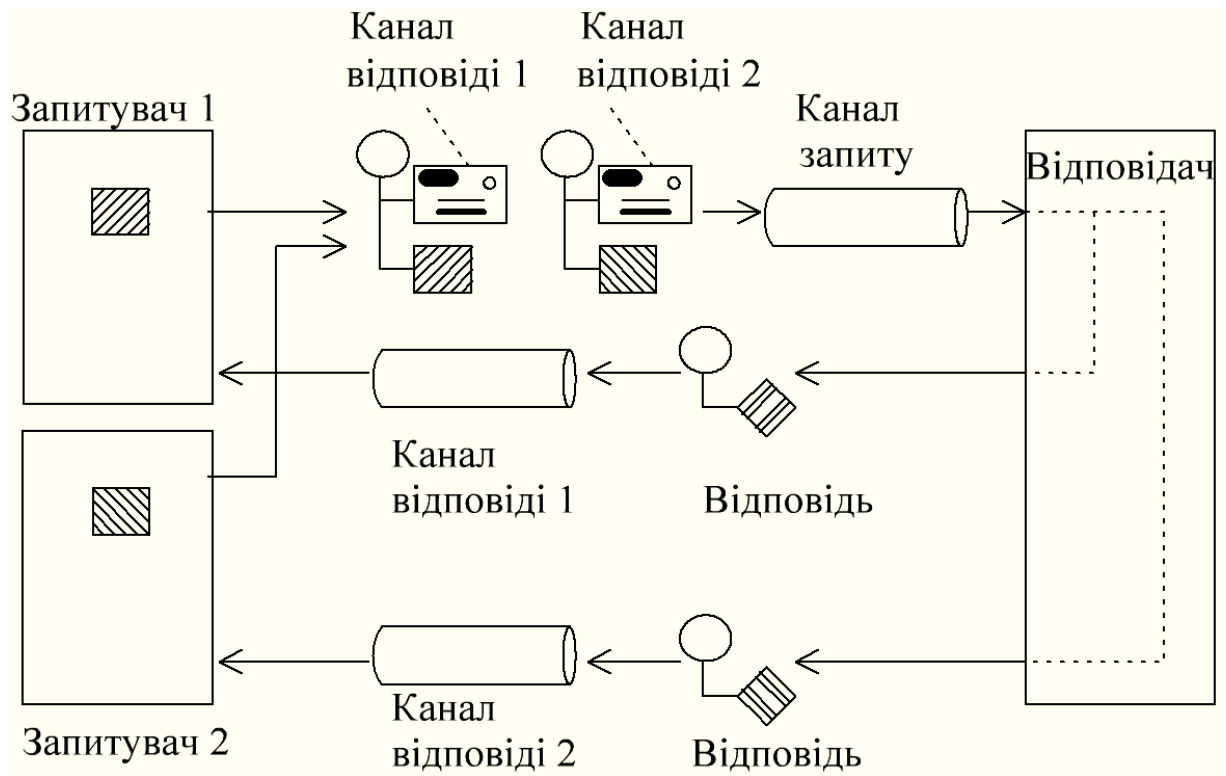 Канал
відповіді 1
Канал
відповіді 2
Запитувач 1
Канал
запиту
Відповідач
Канал
відповіді 1
Відповідь
Запитувач 2
Канал
відповіді 2
Відповідь